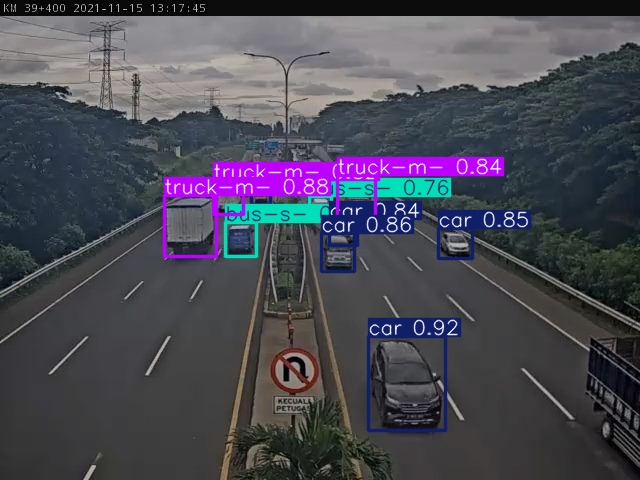 KM 39+400 2021-11-15 13:17:45
truck-m- 0.84
truck-m- 0.88
s- 0.76
bus-s-
car 0.84
car 0.86
car 0.85
car 0.92
KECUALI
PETUGAS